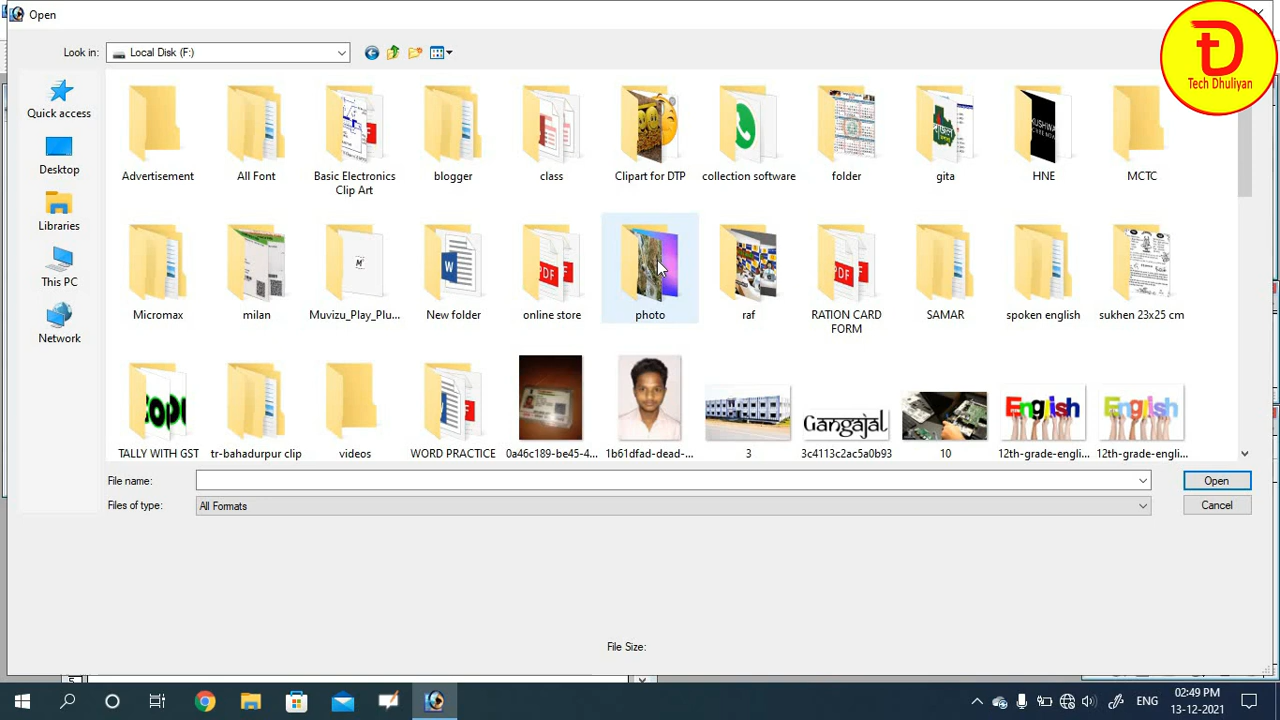 Open
Look in:
Local Disk (F:)
Tech Dhuliyan
Quick access
Desktop
Libraries
This PC
Network
Advertisement
All Font
Basic Electronics
Clip Art
blogger
class
Clipart for DTP
collection software
folder
gita
HNE
MCTC
Micromax
milan
Muvizu_Play_Plu...
New folder
online store
photo
raf
RATION CARD
FORM
SAMAR
spoken english
sukhen 23x25 cm
TALLY WITH GST
tr-bahadurpur clip
videos
WORD PRACTICE
0a46c189-be45-4...
1b61dfad-dead-...
3
Gangajal
3c4113c2ac5a0b93
10
English
12th-grade-engli...
English
12th-grade-engli...
File name:
Open
Files of type:
All Formats
Cancel
File Size:
ENG
02:49 PM
13-12-2021